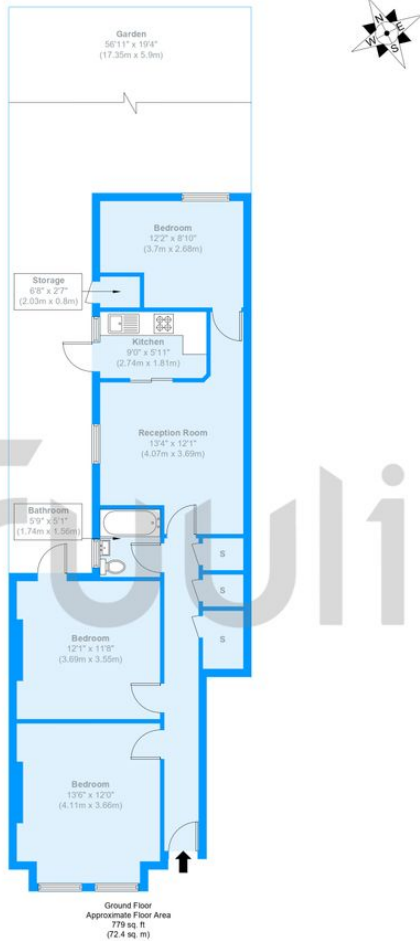 Garden
56'11" x 19'4"
(17.35m x 5.9m)
N
E
S
W
Bedroom
12'2" x 8'10"
(3.7m x 2.68m)
Storage
6'8" x 2'7"
(2.03m x 0.8m)
Kitchen
9'0" x 5'11"
(2.74m x 1.81m)
Reception Room
13'4" x 12'1"
(4.07m x 3.69m)
Bathroom
5'9" x 5'1"
(1.74m x 1.56m)
S
S
S
Bedroom
12'1" x 11'8"
(3.69m x 3.55m)
Bedroom
13'6" x 12'0"
(4.11m x 3.66m)
Ground Floor
Approximate Floor Area
779 sq. ft
(72.4 sq. m)